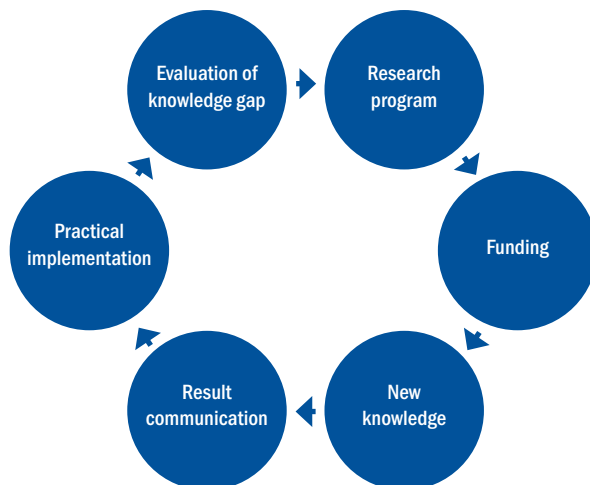 Evaluation of
knowledge gap
Research
program
Funding
New
knowledge
Result
communication
Practical
implementation